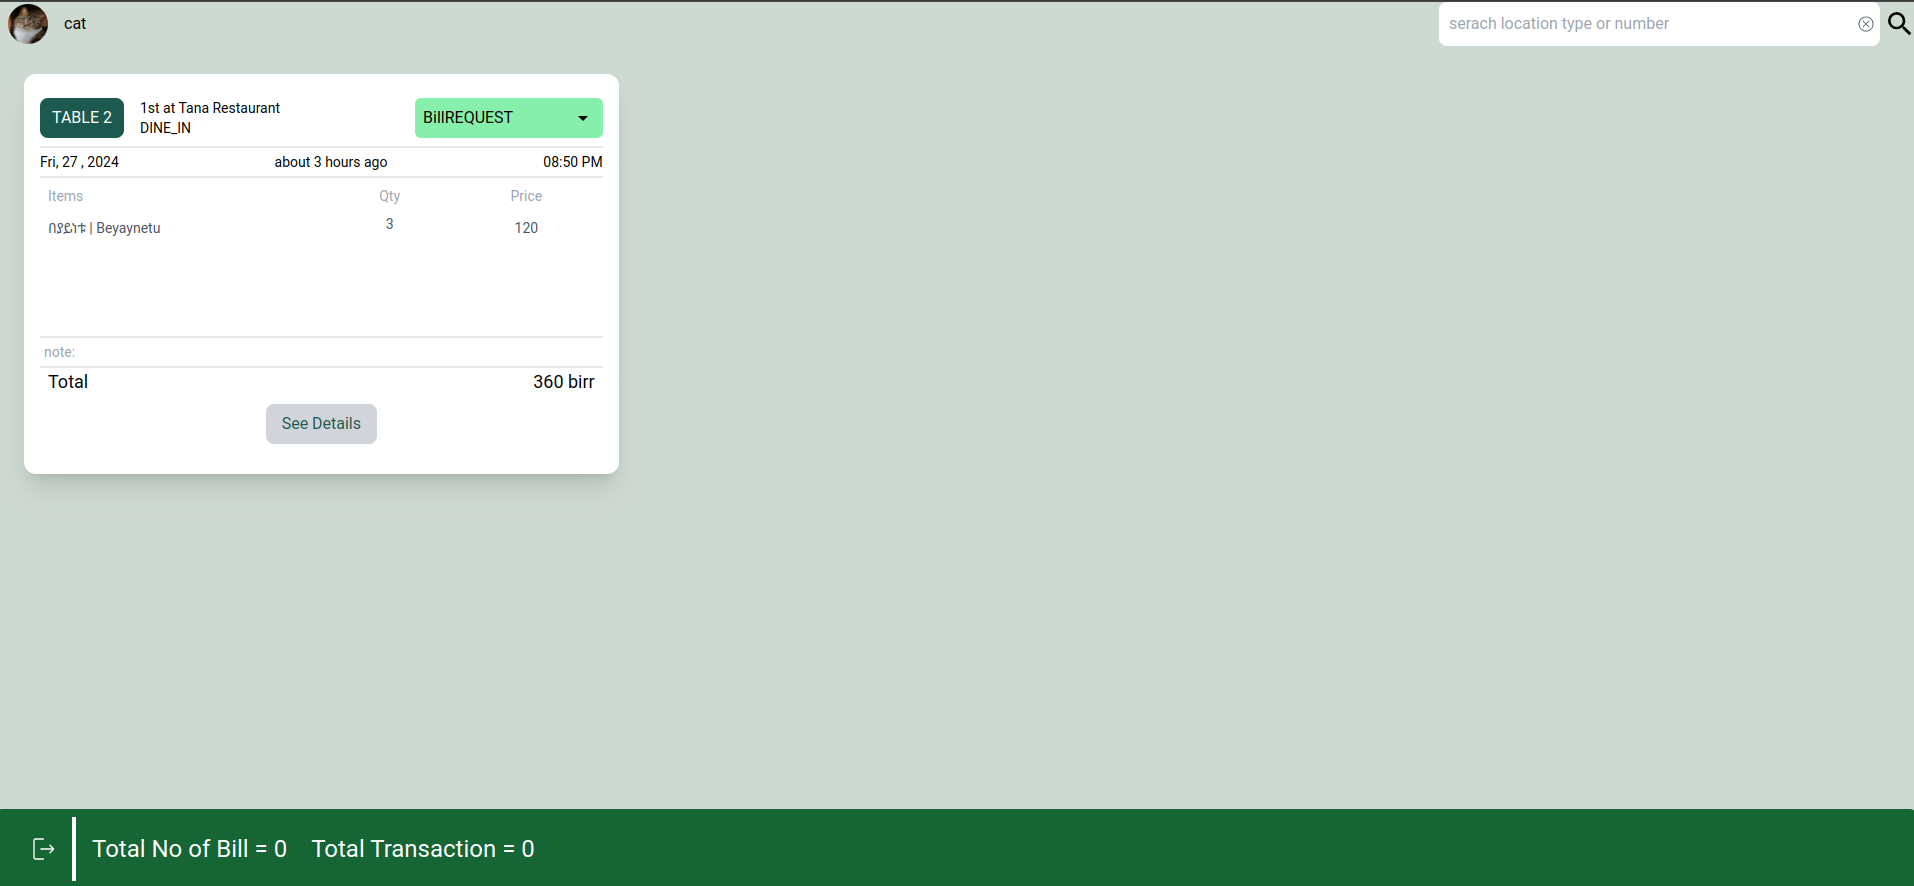 cat
serach location type or number
TABLE 2
1st at Tana Restaurant
DINE_IN
BillREQUEST
Fri, 27 , 2024 about 3 hours ago 08:50 PM
Items Qty Price
በያይነቱ | Beyaynetu 3 120
note:
Total 360 birr
See Details
Total No of Bill = 0 Total Transaction = 0